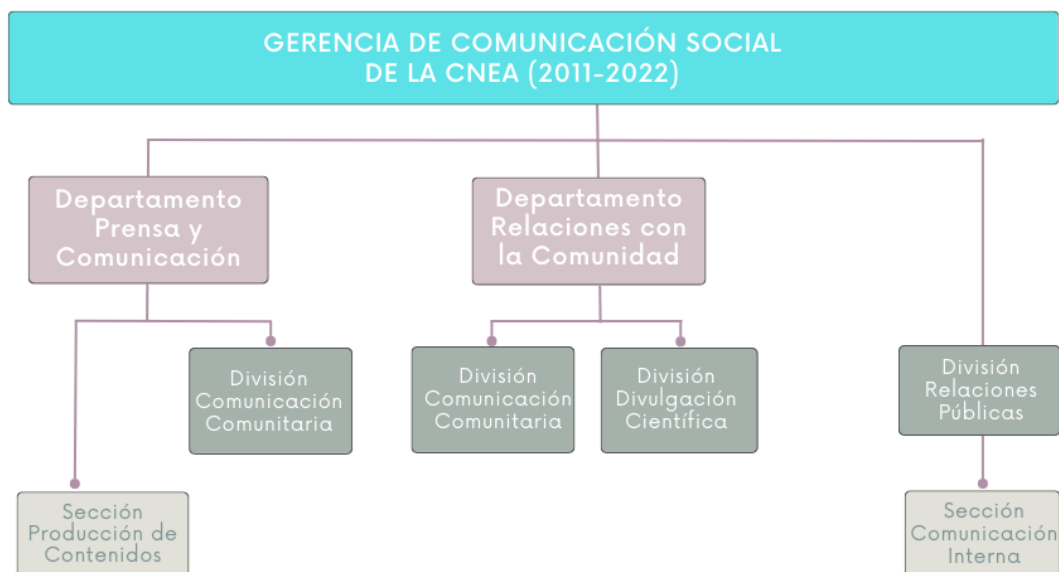 GERENCIA DE COMUNICACIÓN SOCIAL
DE LA CNEA (2011-2022)
Departamento
Prensa y
Comunicación
Departamento
Relaciones con
la Comunidad
División
Comunicación
Comunitaria
División
Comunicación
Comunitaria
División
Divulgación
Científica
División
Relaciones
Públicas
Sección
Producción de
Contenidos
Sección
Comunicación
Interna